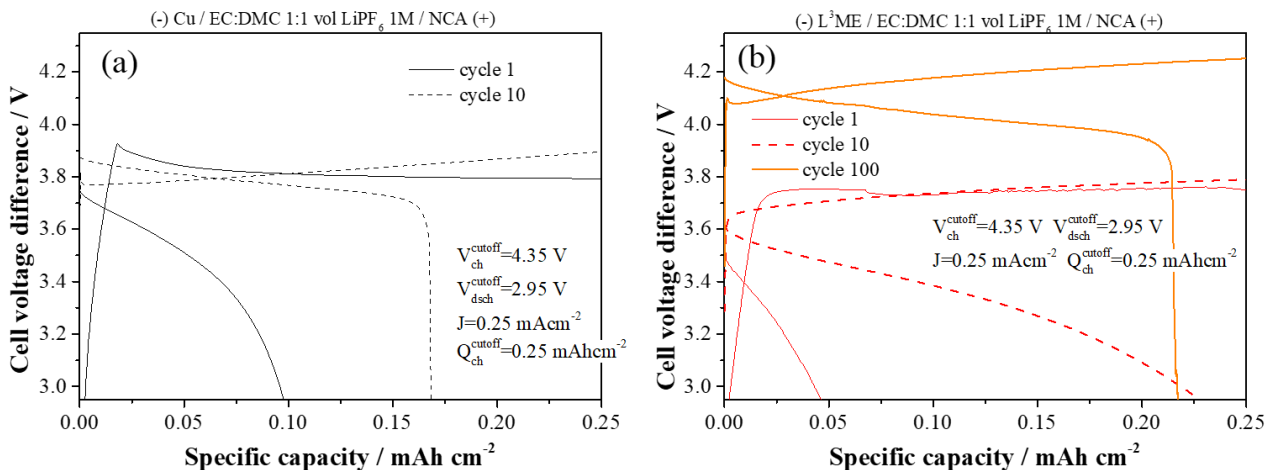 (-) Cu / EC:DMC 1:1 vol LiPF6 1M / NCA (+)
(a)
cycle 1
cycle 10
V_ch^cutoff=4.35 V
V_dsch^cutoff=2.95 V
J=0.25 mAcm-2
Q_ch^cutoff=0.25 mAhcm-2
4.2
4.0
3.8
3.6
3.4
3.2
3.0
Cell voltage difference / V
0.00
0.05
0.10
0.15
0.20
0.25
Specific capacity / mAh cm-2
(-) L3ME / EC:DMC 1:1 vol LiPF6 1M / NCA (+)
(b)
cycle 1
cycle 10
cycle 100
V_ch^cutoff=4.35 V V_dsch^cutoff=2.95 V
J=0.25 mAcm-2 Q_ch^cutoff=0.25 mAhcm-2
4.2
4.0
3.8
3.6
3.4
3.2
3.0
Cell voltage difference / V
0.00
0.05
0.10
0.15
0.20
0.25
Specific capacity / mAh cm-2